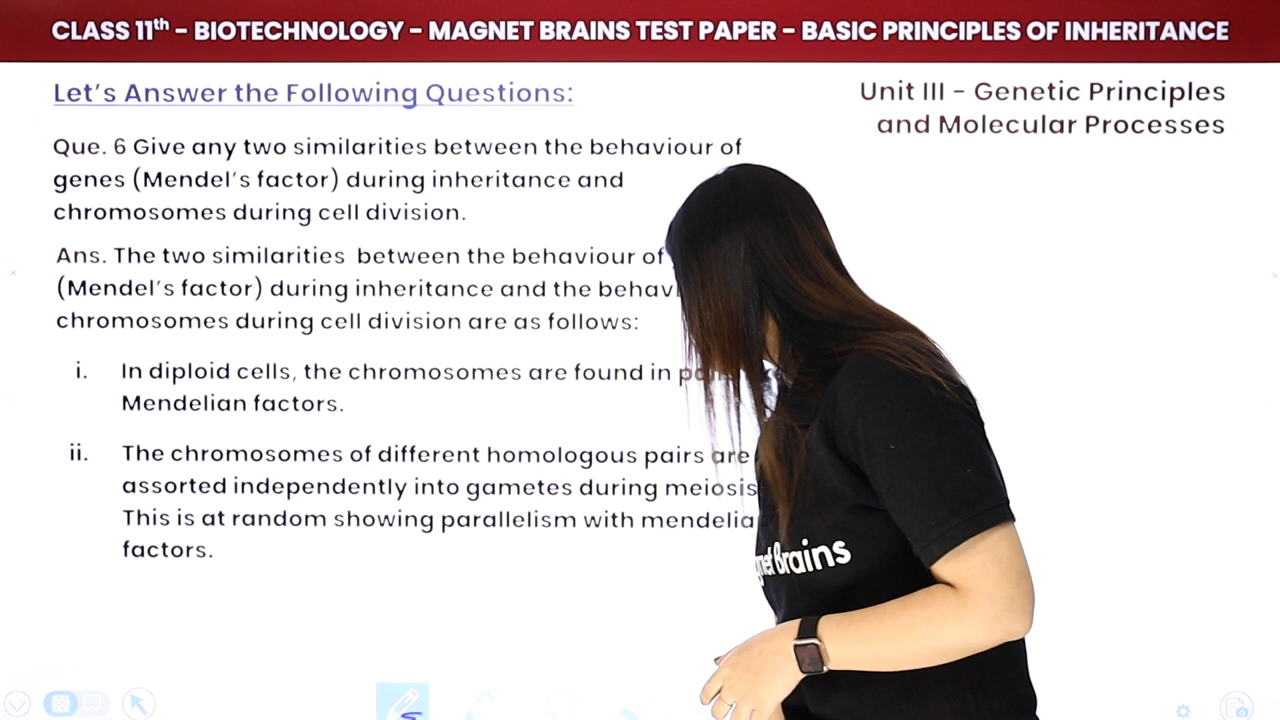 CLASS 11th - BIOTECHNOLOGY - MAGNET BRAINS TEST PAPER - BASIC PRINCIPLES OF INHERITANCE
Let's Answer the Following Questions:
Unit III - Genetic Principles
and Molecular Processes
Que. 6 Give any two similarities between the behaviour of
genes (Mendel's factor) during inheritance and
chromosomes during cell division.
Ans. The two similarities between the behaviour of
(Mendel's factor) during inheritance and the
chromosomes during cell division are as follows:
i. In diploid cells, the chromosomes are found in
Mendelian factors.
ii. The chromosomes of different homologous pairs are
assorted independently into gametes during meiosis
This is at random showing parallelism with
factors.
Brains